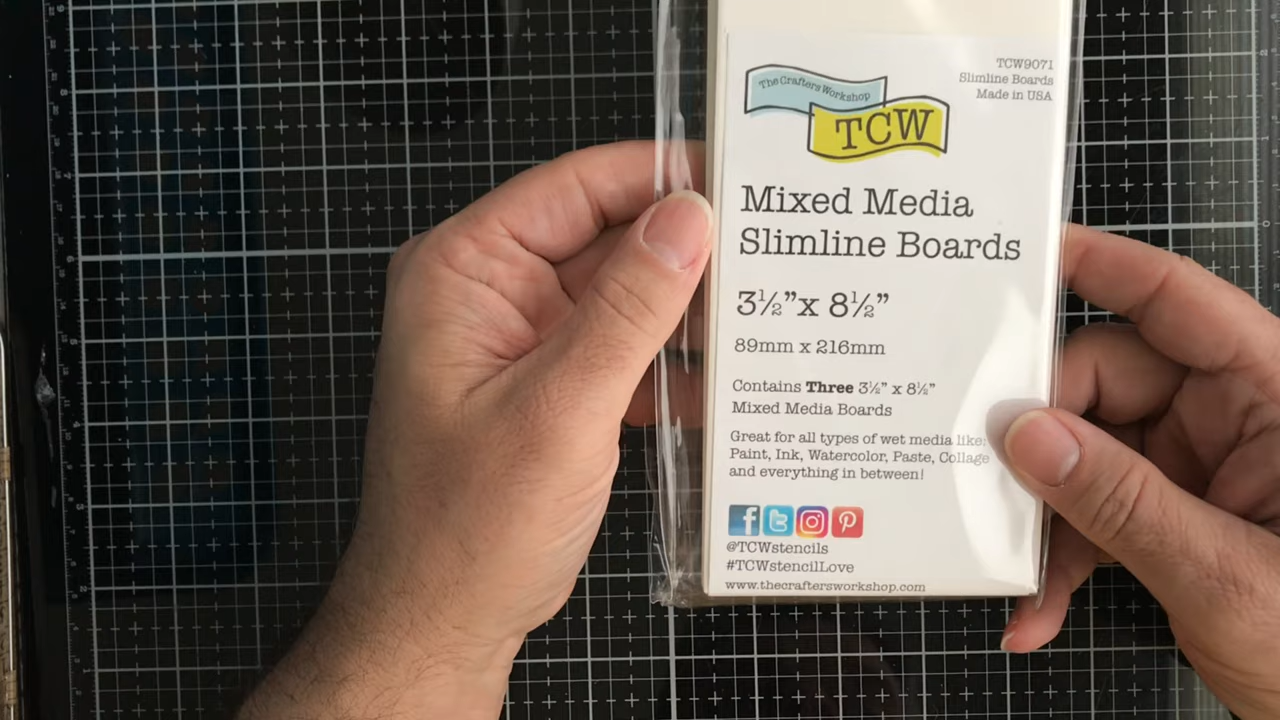 The Crafters Workshop
TCW
TCW9071
Slimline Boards
Made in USA
Mixed Media
Slimline Boards
3½”x 8½”
89mm x 216mm
Contains Three 3½” x 8½”
Mixed Media Boards
Great for all types of wet media like:
Paint, Ink, Watercolor, Paste, Collage
and everything in between!
@TCWstencils
#TCWstencilLove
www.thecraftersworkshop.com